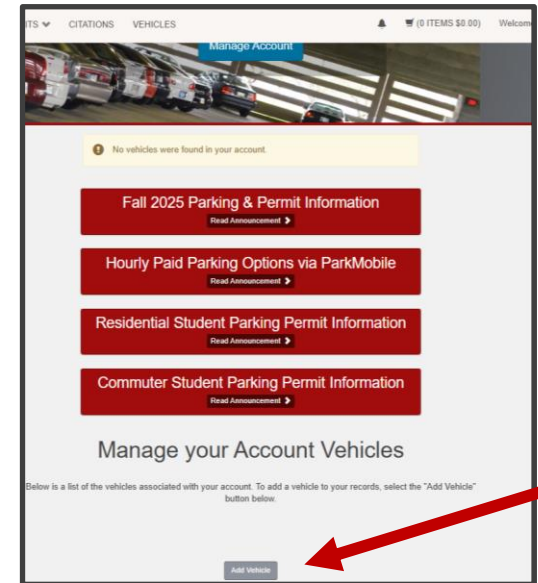 ITS CITATIONS VEHICLES (0 ITEMS $0.00) Welcome
Manage Account
No vehicles were found in your account.
Fall 2025 Parking & Permit Information
Read Announcement
Hourly Paid Parking Options via ParkMobile
Read Announcement
Residential Student Parking Permit Information
Read Announcement
Commuter Student Parking Permit Information
Read Announcement
Manage your Account Vehicles
Below is a list of the vehicles associated with your account. To add a vehicle to your records, select the "Add Vehicle"
button below.
Add Vehicle